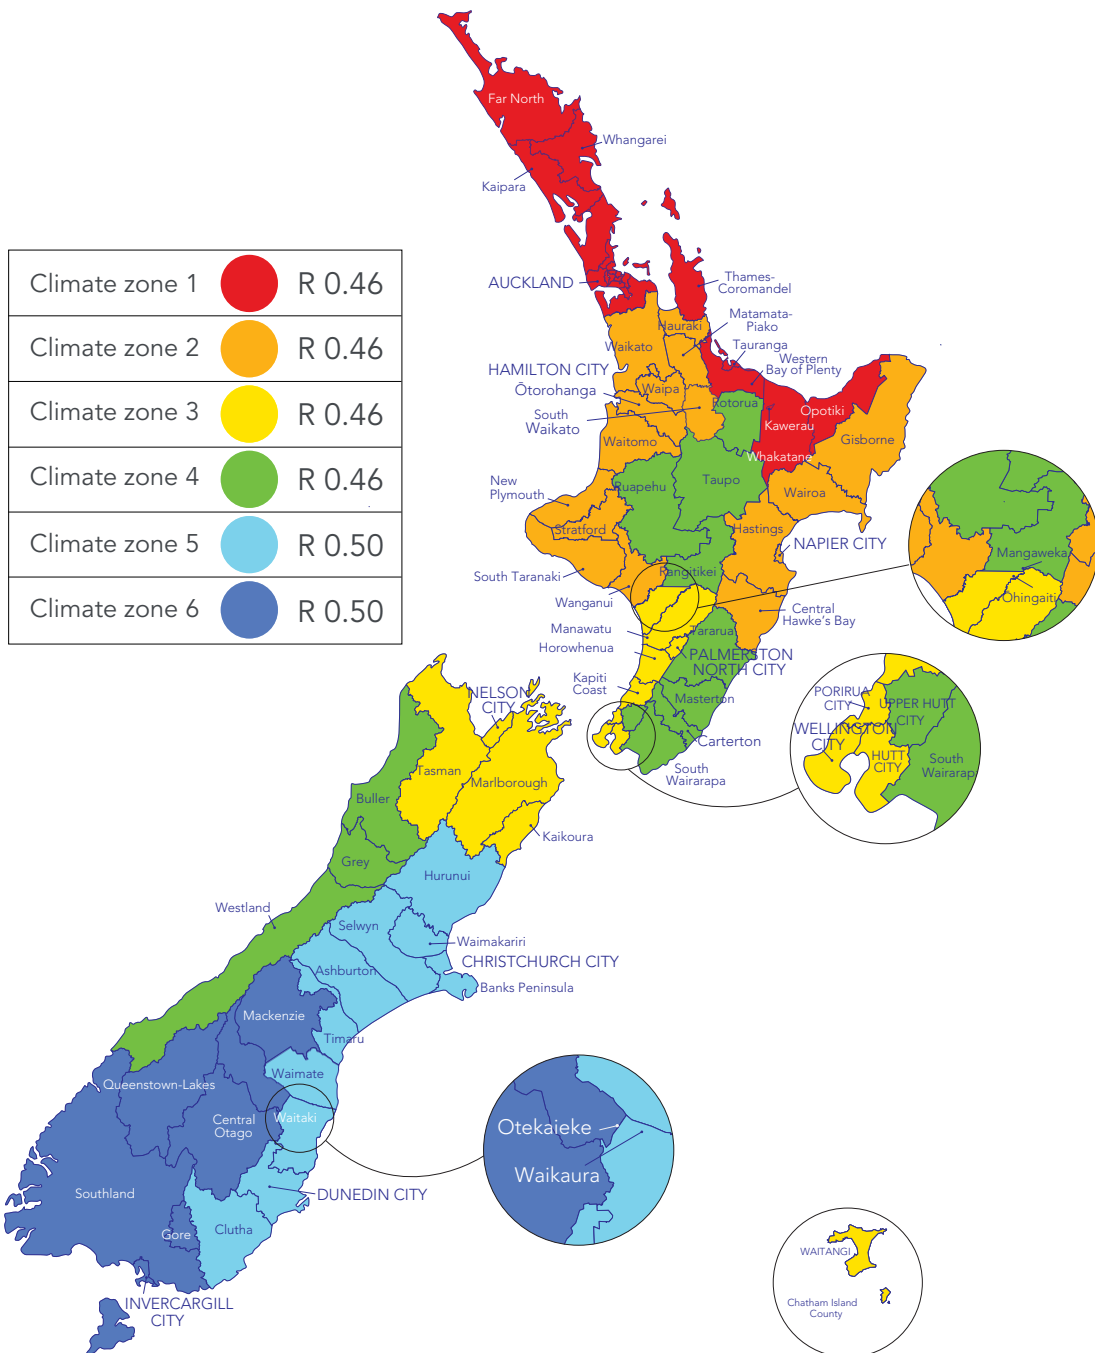 Far North
Whangarei
Kaipara
AUCKLAND
Thames-
Coromandel
Climate zone 1 R 0.46
Climate zone 2 R 0.46
Climate zone 3 R 0.46
Climate zone 4 R 0.46
Climate zone 5 R 0.50
Climate zone 6 R 0.50
Hauraki
Matamata-
Piako
Waikato
Tauranga
Western
Bay of Plenty
HAMILTON CITY
Ōtorohanga
Waipa
South
Waikato
Rotorua
Opotiki
Kawerau
Gisborne
Waitomo
Whakatane
New
Plymouth
Ruapehu
Taupo
Wairoa
Stratford
Hastings
NAPIER CITY
South Taranaki
Rangitikei
Wanganui
Central
Hawke's Bay
Manawatu
Tararua
Horowhenua
PALMERSTON
NORTH CITY
Kapiti
Coast
Masterton
Carterton
South
Wairarapa
Mangaweka
Ohingaiti
PORIRUA
CITY
UPPER HUTT
CITY
WELLINGTON
CITY
HUTT
CITY
South
Wairarap
NELSON
CITY
Tasman
Marlborough
Buller
Kaikoura
Grey
Hurunui
Westland
Selwyn
Waimakariri
CHRISTCHURCH CITY
Ashburton
Banks Peninsula
Mackenzie
Timaru
Waimate
Queenstown-Lakes
Central
Otago
Waitaki
Otekaieke
Waikaura
Southland
DUNEDIN CITY
Gore
Clutha
INVERCARGILL
CITY
WAITANGI
Chatham Island
County